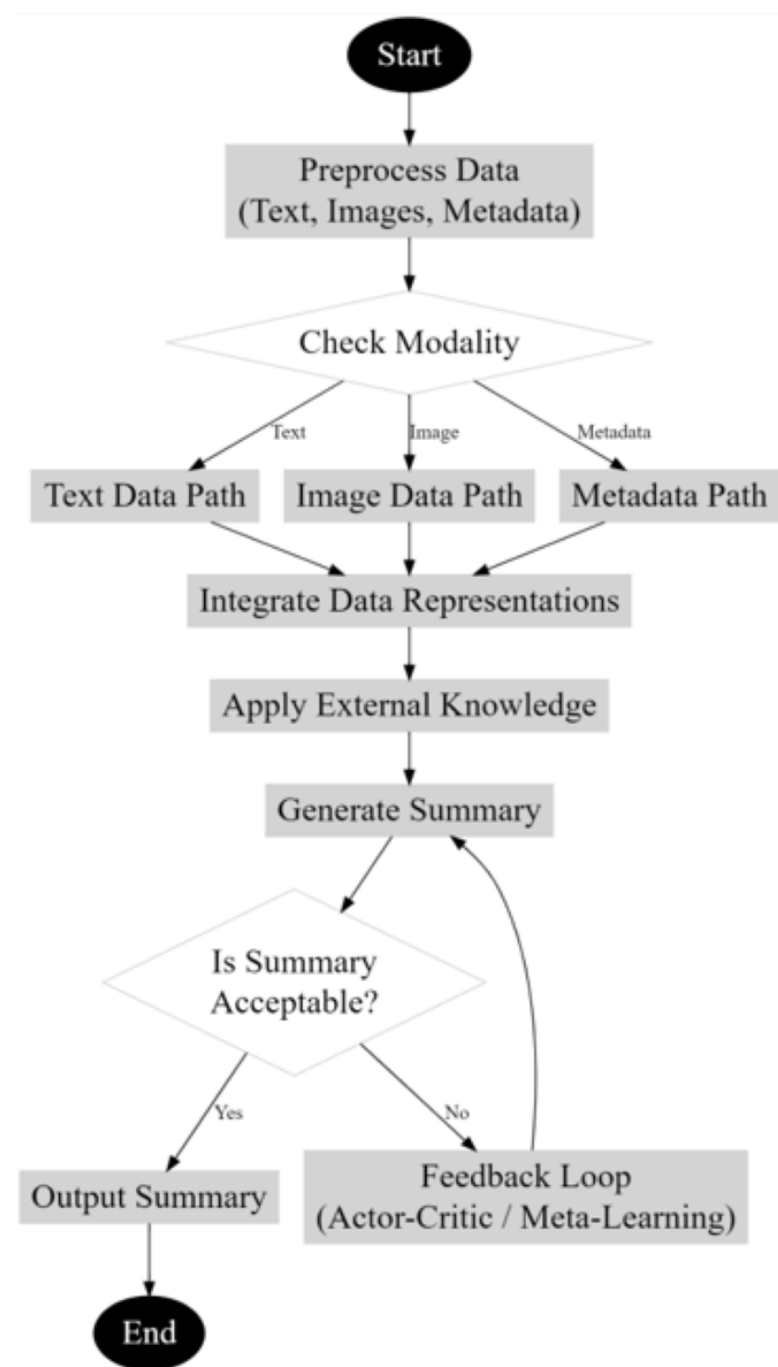 Start
Preprocess Data
(Text, Images, Metadata)
Check Modality
Text
Image
Metadata
Text Data Path
Image Data Path
Metadata Path
Integrate Data Representations
Apply External Knowledge
Generate Summary
Is Summary
Acceptable?
Yes
No
Output Summary
Feedback Loop
(Actor-Critic / Meta-Learning)
End